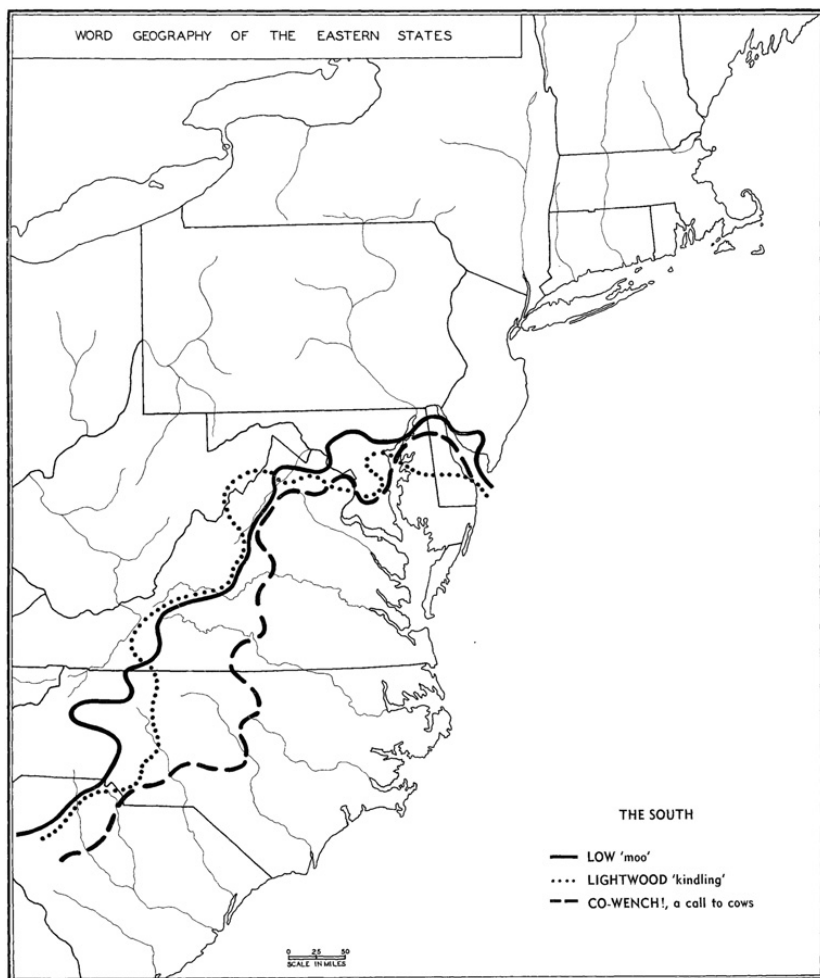 WORD GEOGRAPHY OF THE EASTERN STATES
THE SOUTH
LOW 'moo'
LIGHTWOOD 'kindling'
CO-WENCH!, a call to cows
0 25 50
SCALE IN MILES